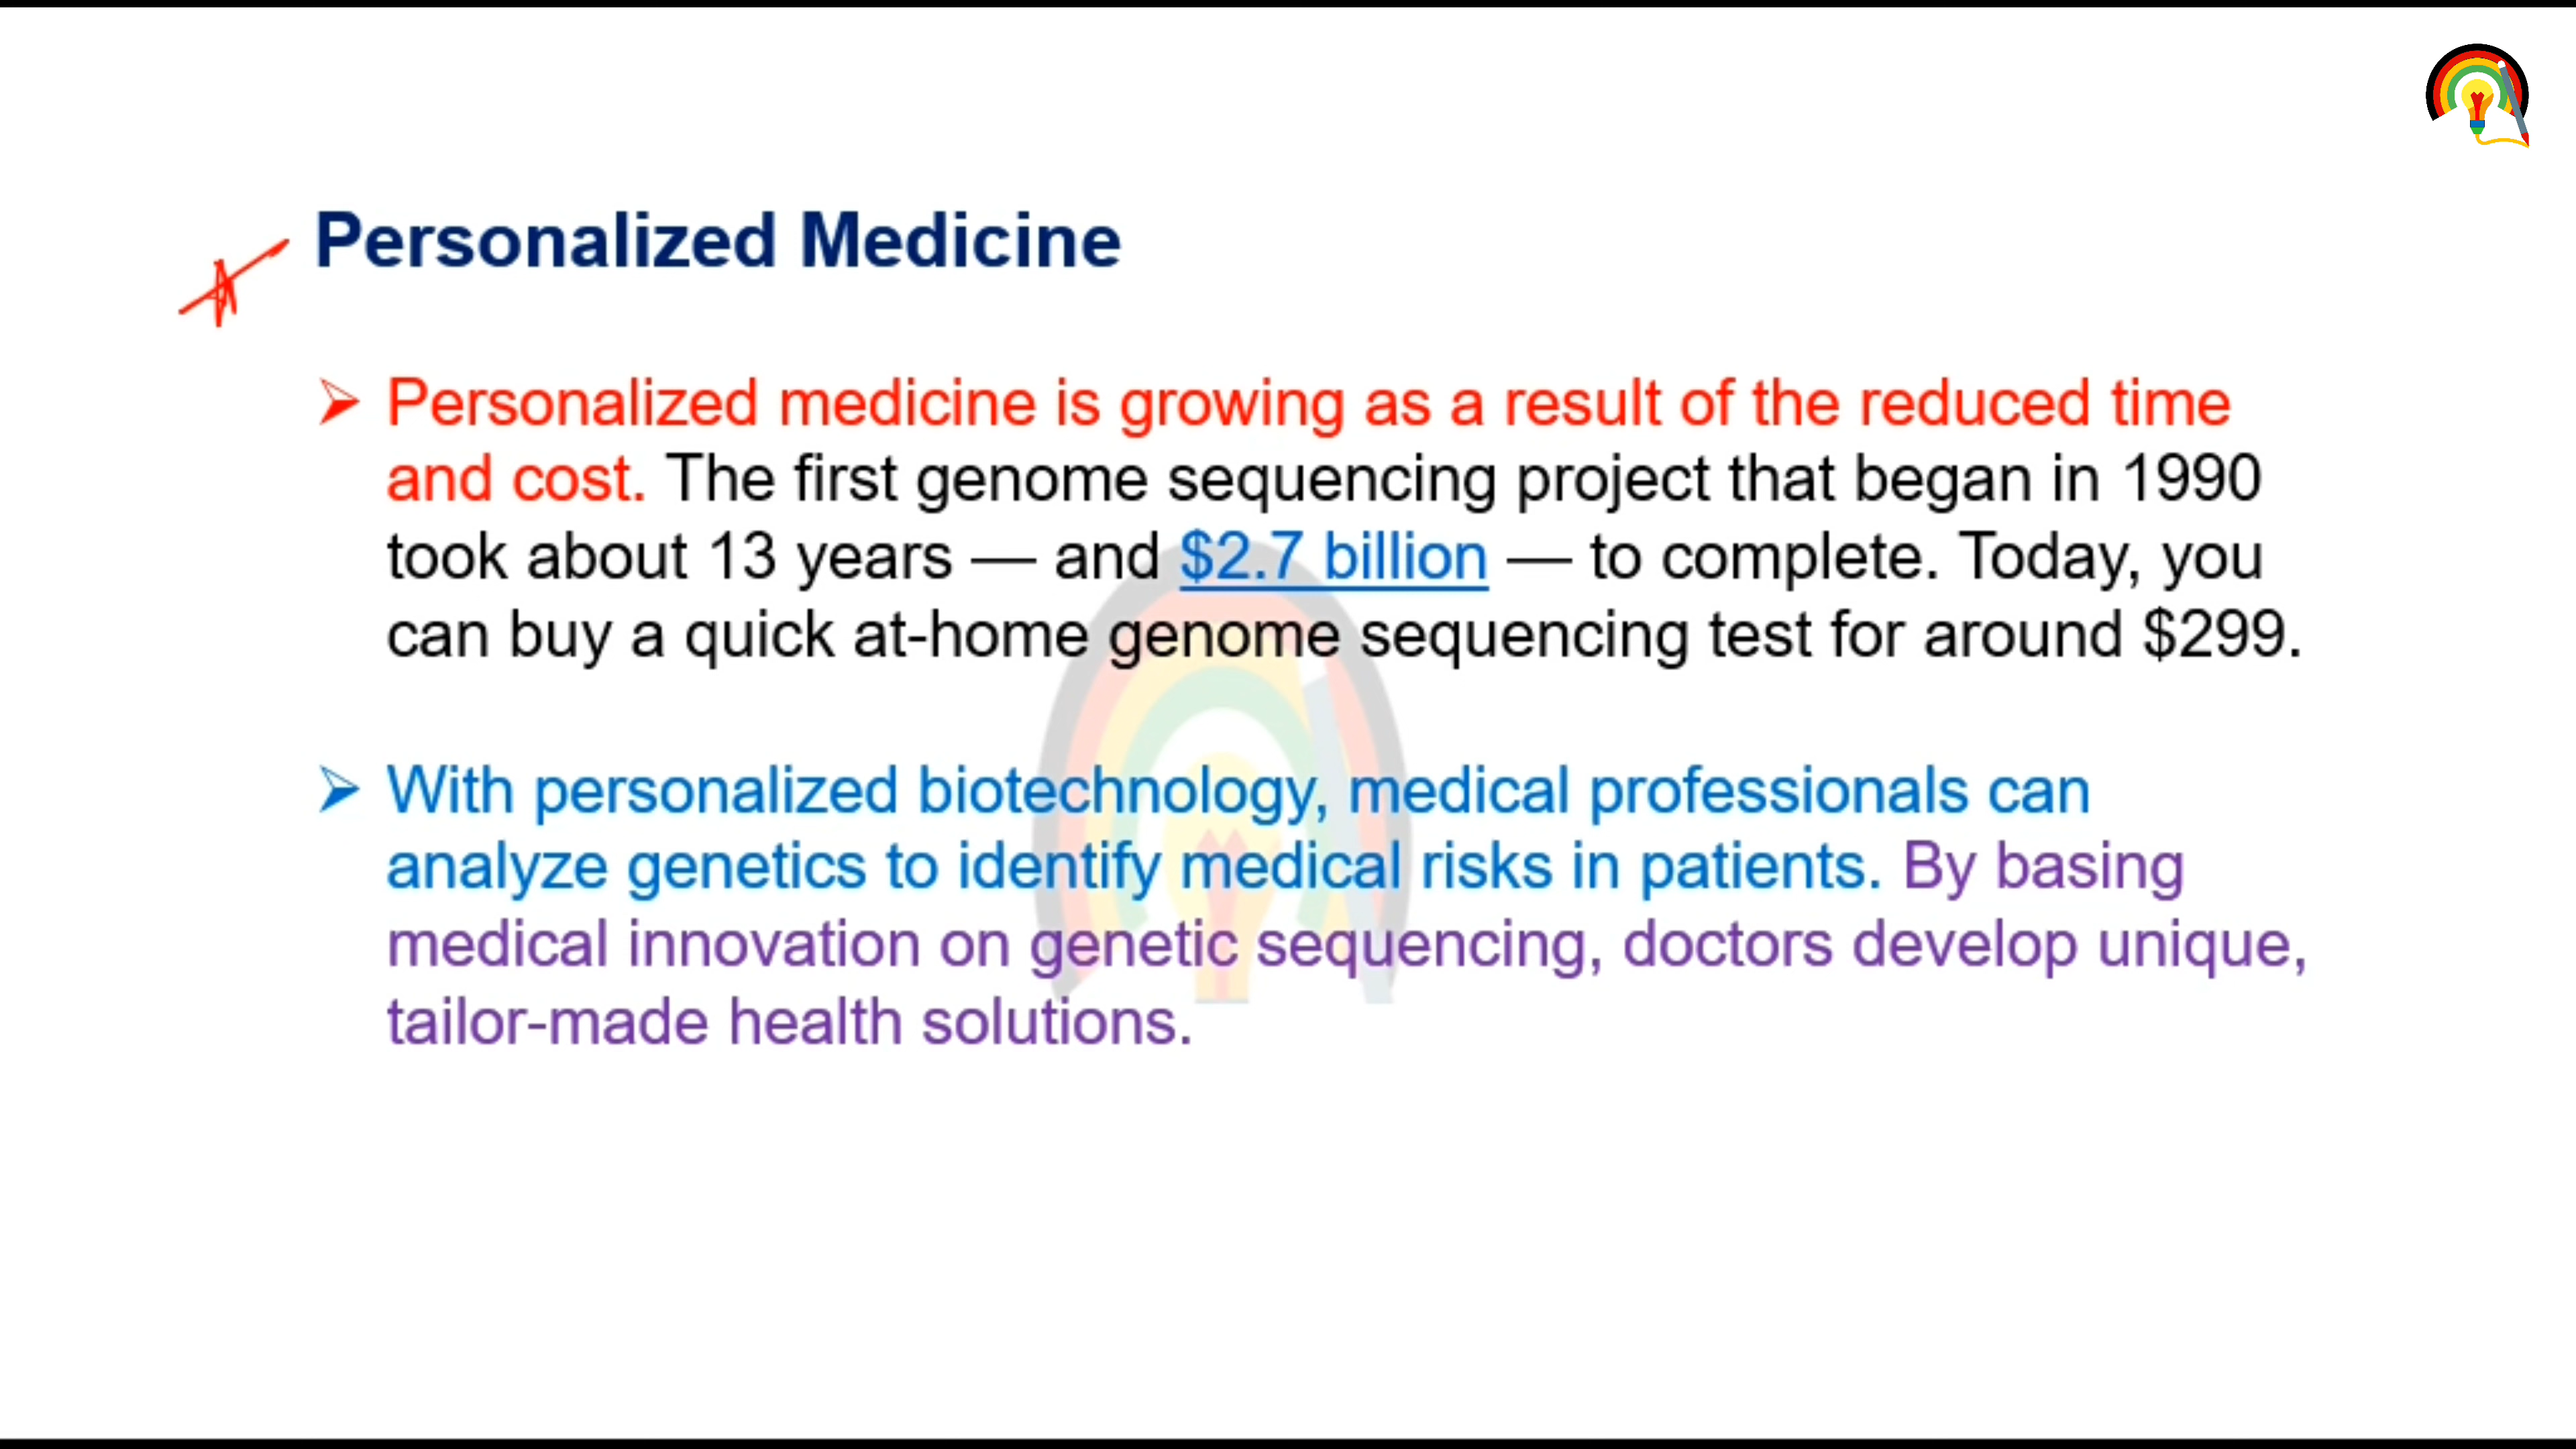 Personalized Medicine
➢ Personalized medicine is growing as a result of the reduced time
and cost. The first genome sequencing project that began in 1990
took about 13 years — and $2.7 billion — to complete. Today, you
can buy a quick at-home genome sequencing test for around $299.
➢ With personalized biotechnology, medical professionals can
analyze genetics to identify medical risks in patients. By basing
medical innovation on genetic sequencing, doctors develop unique,
tailor-made health solutions.